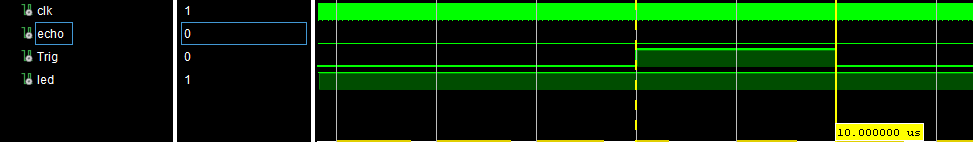 clk 1
echo 0
Trig 0
led 1
10.000000 us